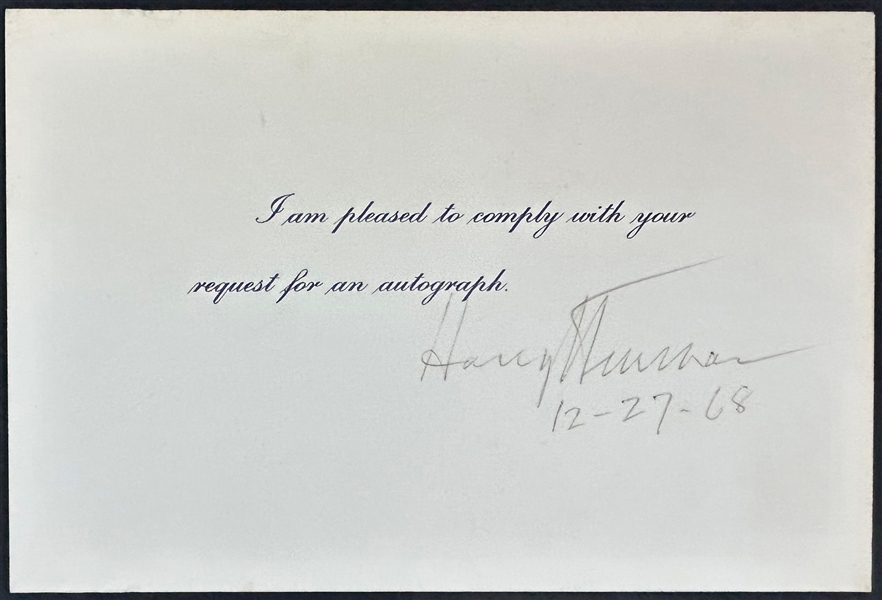 I am pleased to comply with your
request for an autograph.
Harry Truman
12-27-68